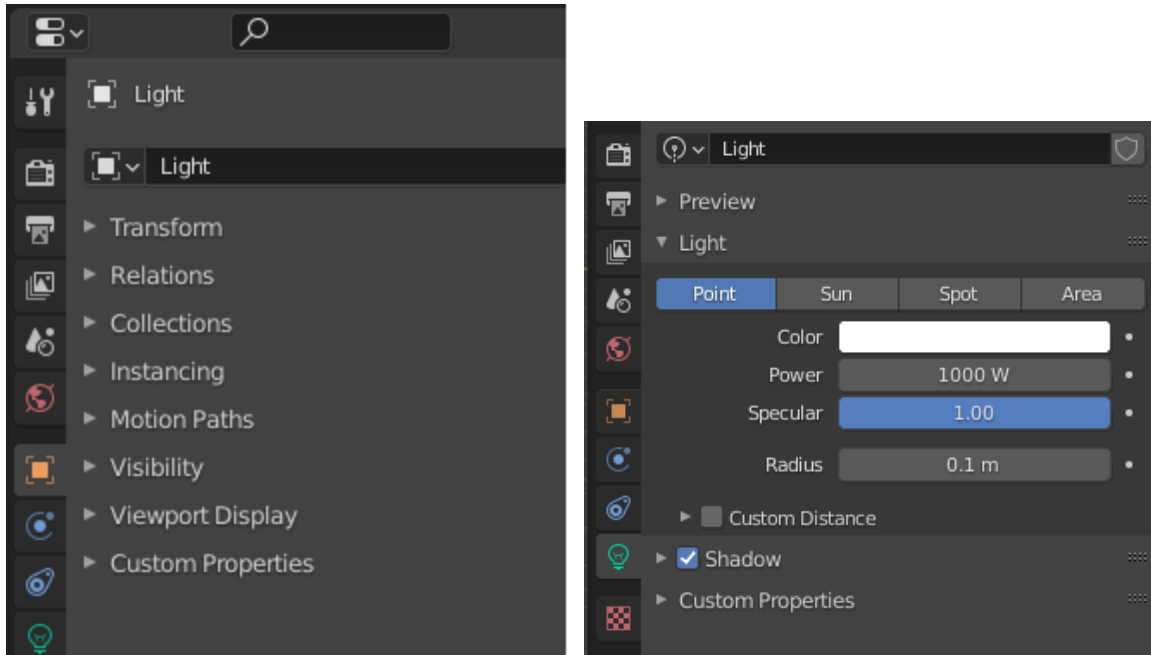 Light
Light
Transform
Relations
Collections
Instancing
Motion Paths
Visibility
Viewport Display
Custom Properties
Light
Preview
Light
Point Sun Spot Area
Color
Power 1000 W
Specular 1.00
Radius 0.1 m
Custom Distance
Shadow
Custom Properties